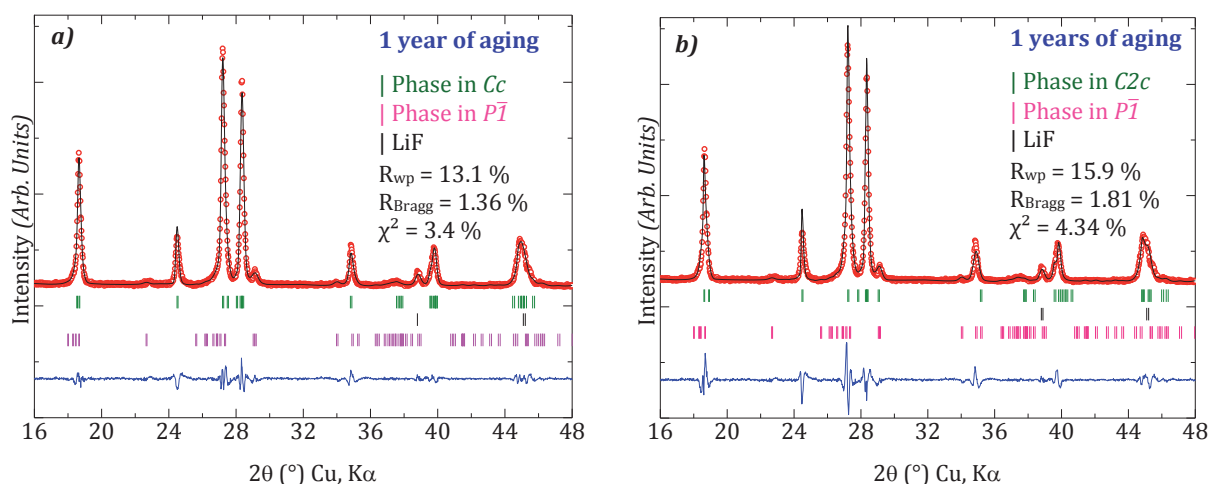 a)
1 year of aging
| Phase in Cc
| Phase in P1̅
| LiF
Rwp = 13.1 %
RBragg = 1.36 %
χ² = 3.4 %
Intensity (Arb. Units)
16 20 24 28 32 36 40 44 48
2θ (°) Cu, Kα
b)
1 years of aging
| Phase in C2c
| Phase in P1̅
| LiF
Rwp = 15.9 %
RBragg = 1.81 %
χ² = 4.34 %
Intensity (Arb. Units)
16 20 24 28 32 36 40 44 48
2θ (°) Cu, Kα